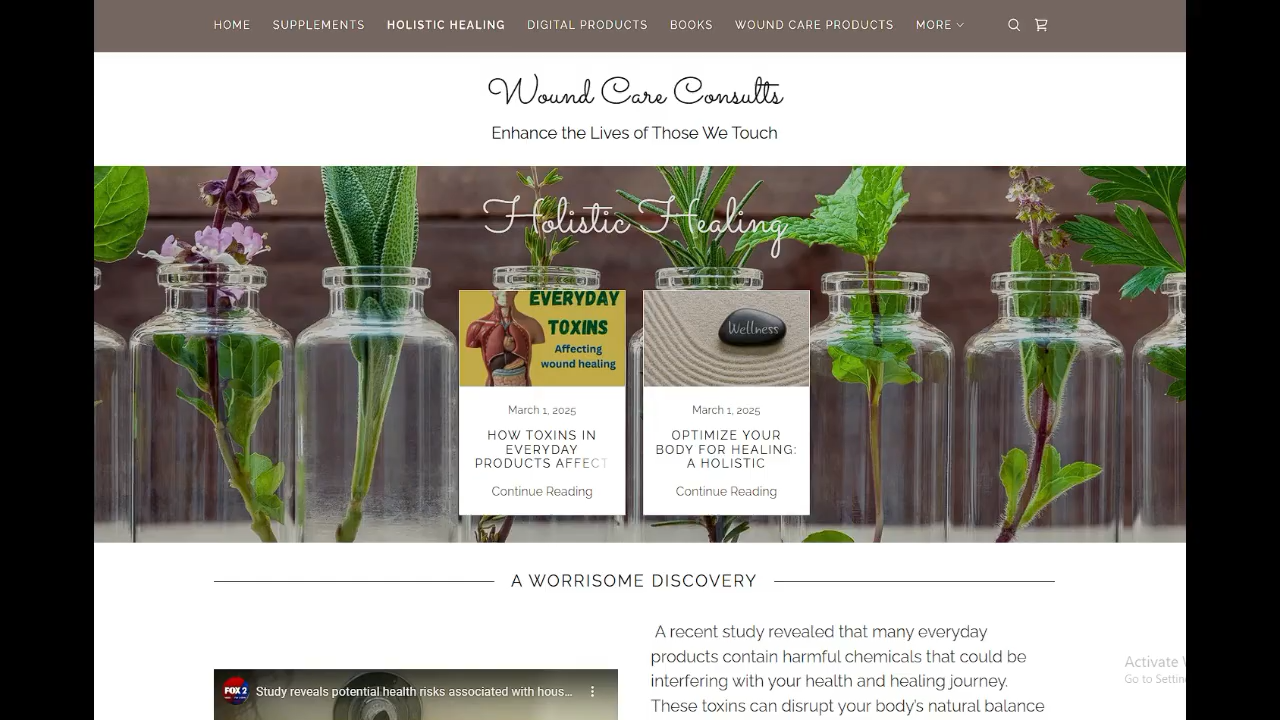 HOME SUPPLEMENTS HOLISTIC HEALING DIGITAL PRODUCTS BOOKS WOUND CARE PRODUCTS MORE
Wound Care Consults
Enhance the Lives of Those We Touch
Holistic Healing
EVERYDAY
TOXINS
Affecting
wound healing
March 1, 2025
HOW TOXINS IN
EVERYDAY
PRODUCTS AFFECT
Continue Reading
Wellness
March 1, 2025
OPTIMIZE YOUR
BODY FOR HEALING:
A HOLISTIC
Continue Reading
A WORRISOME DISCOVERY
FOX 2
Study reveals potential health risks associated with hous...
A recent study revealed that many everyday
products contain harmful chemicals that could be
interfering with your health and healing journey.
These toxins can disrupt your body's natural balance
Activate
Go to